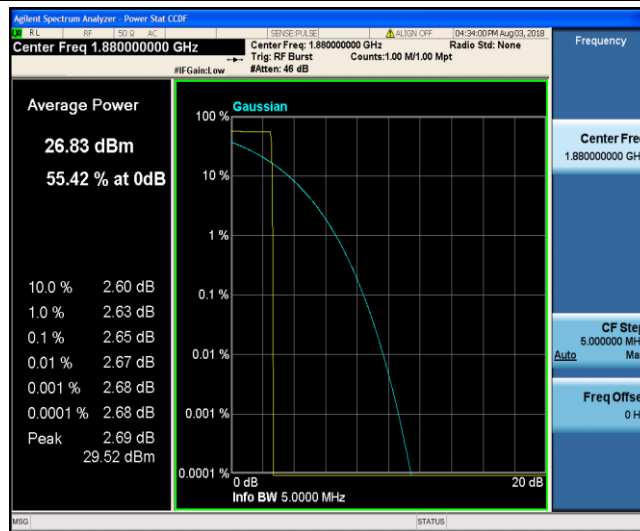 Agilent Spectrum Analyzer - Power Stat CCDF
RL RF 50 Ω AC SENSE:PULSE ALIGN OFF 04:34:00 PM Aug 03, 2018
Center Freq 1.880000000 GHz
Center Freq: 1.880000000 GHz Radio Std: None
Trig: RF Burst Counts:1.00 M/1.00 Mpt
#IFGain:Low #Atten: 46 dB
Frequency
Average Power
26.83 dBm
55.42 % at 0dB
10.0 % 2.60 dB
1.0 % 2.63 dB
0.1 % 2.65 dB
0.01 % 2.67 dB
0.001 % 2.68 dB
0.0001 % 2.68 dB
Peak 2.69 dB
29.52 dBm
Gaussian
100 %
10 %
1 %
0.1 %
0.01 %
0.001 %
0.0001 %
0 dB 20 dB
Info BW 5.0000 MHz
Center Fre
1.880000000 GH
CF Step
5.000000 MH
Auto Ma
Freq Offse
0 H
MSG STATUS